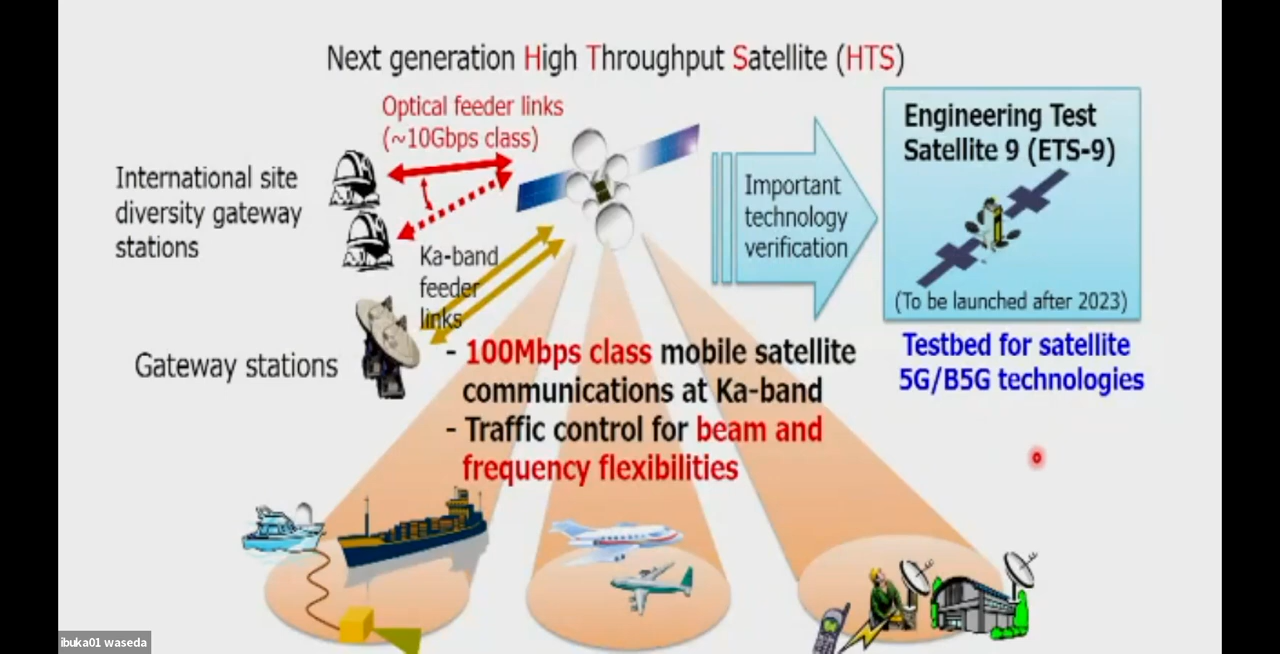 Next generation High Throughput Satellite (HTS)
Optical feeder links
(~10Gbps class)
International site
diversity gateway
stations
Ka-band
feeder
links
Gateway stations
- 100Mbps class mobile satellite
communications at Ka-band
- Traffic control for beam and
frequency flexibilities
Important
technology
verification
Engineering Test
Satellite 9 (ETS-9)
(To be launched after 2023)
Testbed for satellite
5G/B5G technologies
ibuka01 waseda